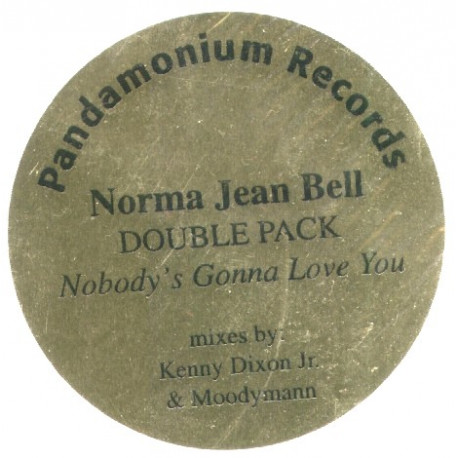 Pandamonium Records
Norma Jean Bell
DOUBLE PACK
Nobody's Gonna Love You
mixes by:
Kenny Dixon Jr.
& Moodymann